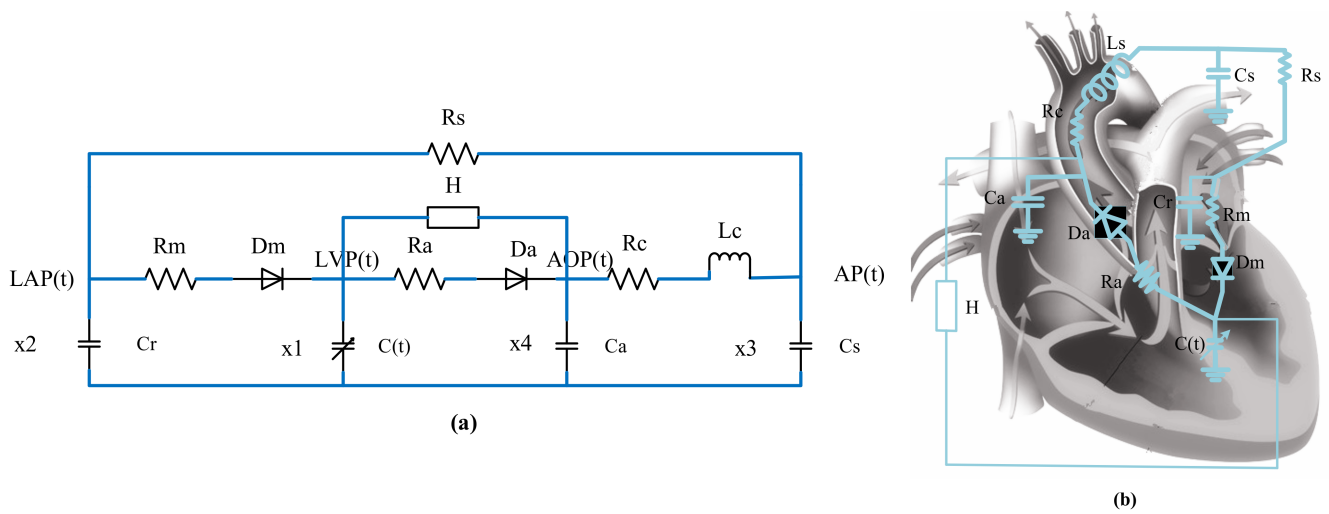 Rs
H
Rm
Dm
LVP(t)
Ra
Da
AOP(t)
Rc
Lc
LAP(t)
AP(t)
x2
Cr
x1
C(t)
x4
Ca
x3
Cs
(a)
Ls
Cs
Rs
Rc
Ca
Cr
Rm
Da
Dm
Ra
H
C(t)
(b)